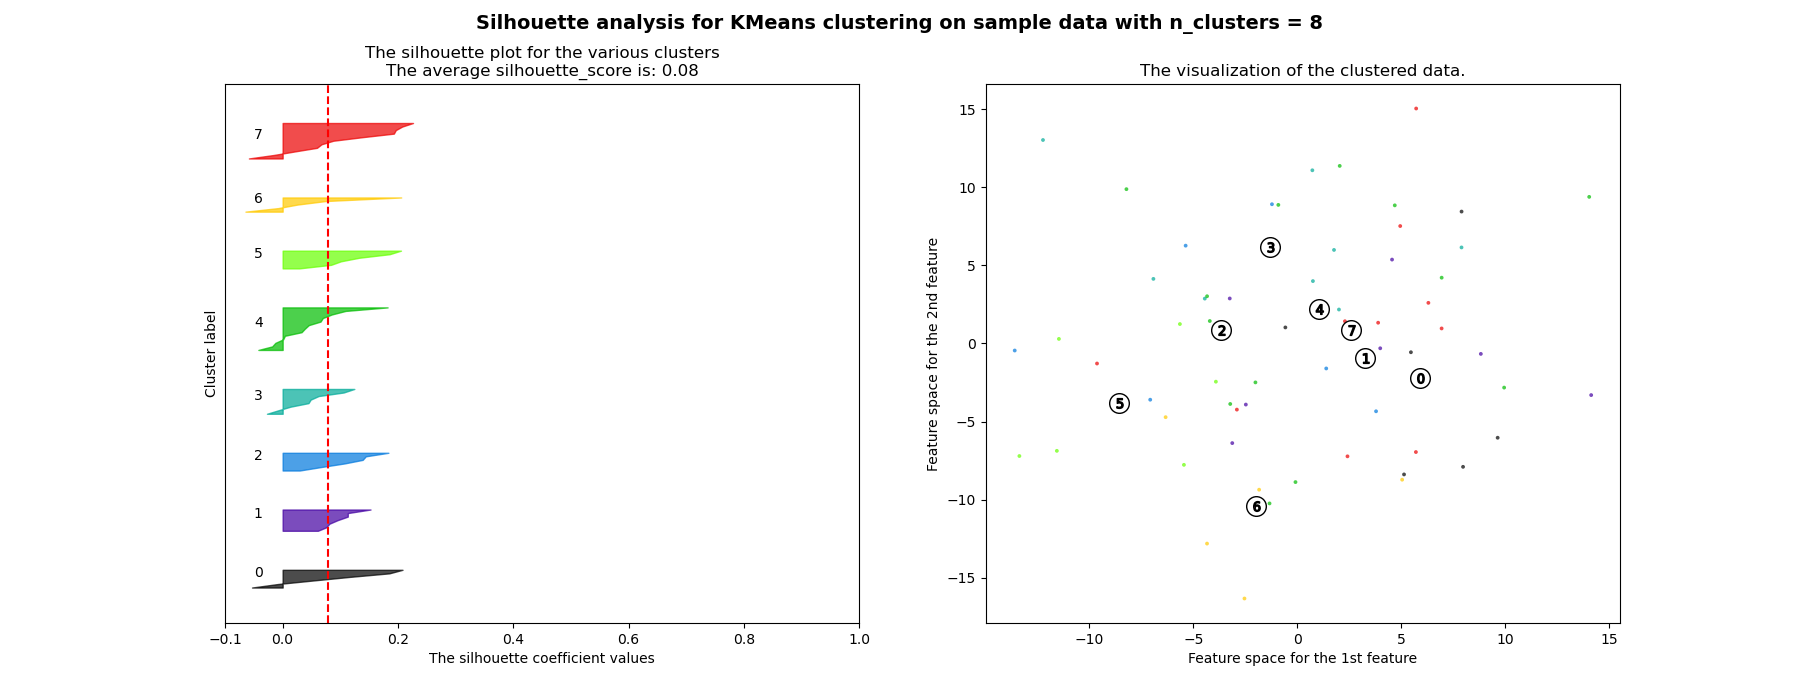 Silhouette analysis for KMeans clustering on sample data with n_clusters = 8
The silhouette plot for the various clusters
The average silhouette_score is: 0.08
7
6
5
4
3
2
1
0
Cluster label
−0.1 0.0 0.2 0.4 0.6 0.8 1.0
The silhouette coefficient values
The visualization of the clustered data.
15
10
5
0
−5
−10
−15
Feature space for the 2nd feature
3
4
2
7
1
0
5
6
−10 −5 0 5 10 15
Feature space for the 1st feature